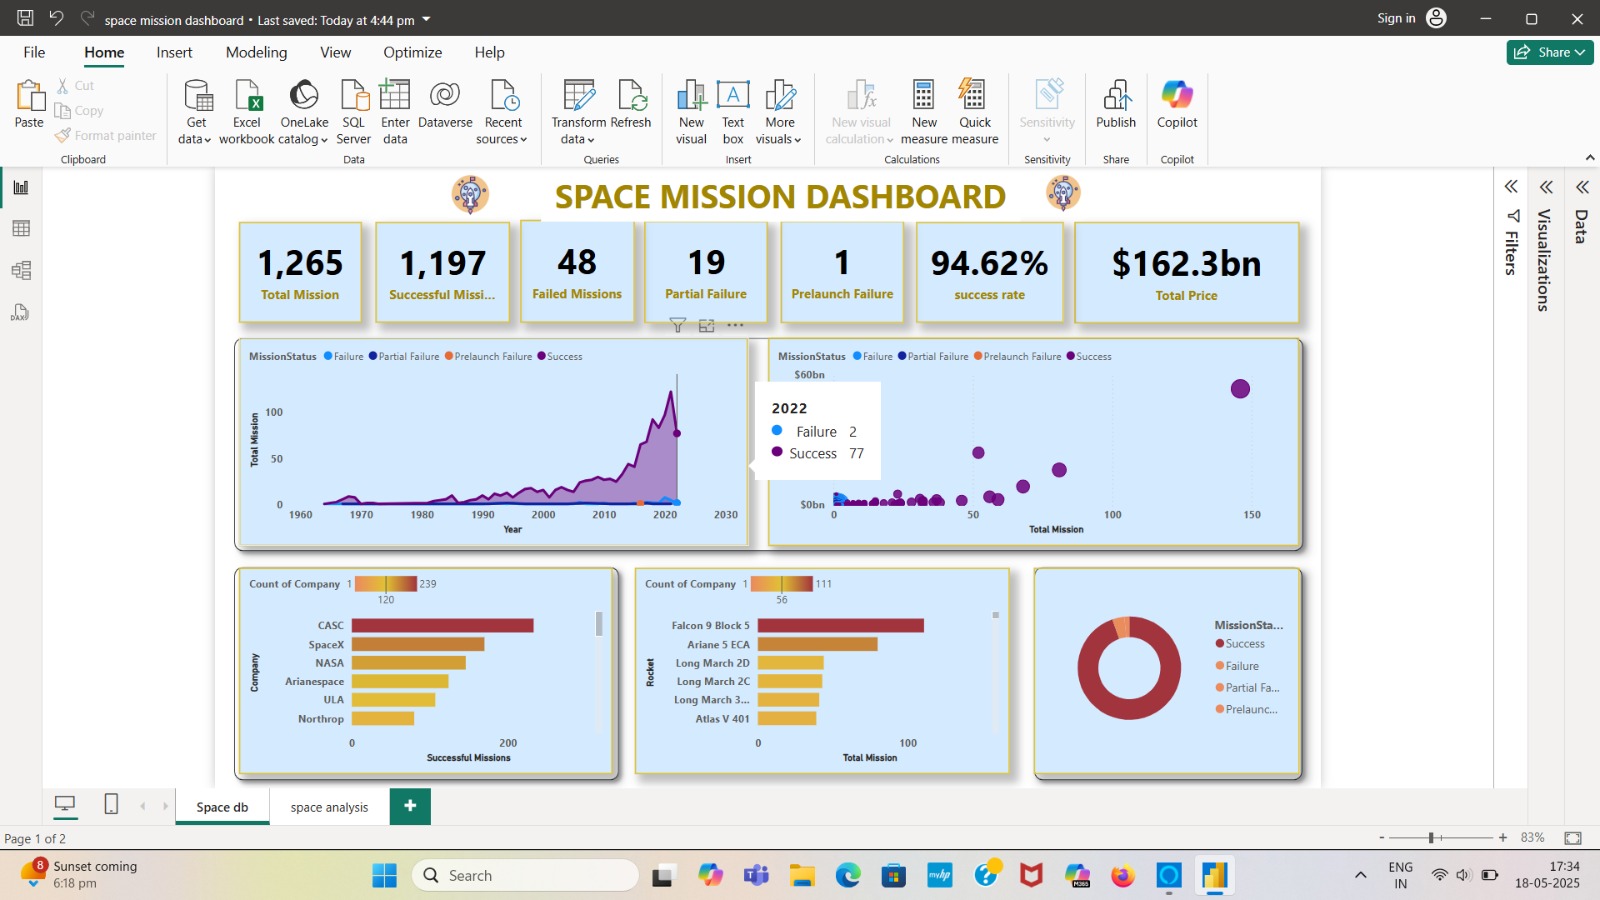 space mission dashboard • Last saved: Today at 4:44 pm
Sign in
File Home Insert Modeling View Optimize Help
Share
Paste
Cut
Copy
Format painter
Clipboard
Get data
Excel workbook
OneLake catalog
SQL Server
Enter data
Dataverse
Recent sources
Data
Transform data
Refresh
Queries
New visual
Text box
More visuals
Insert
New visual calculation
New measure
Quick measure
Calculations
Sensitivity
Sensitivity
Publish
Share
Copilot
Copilot
SPACE MISSION DASHBOARD
1,265
Total Mission
1,197
Successful Missi...
48
Failed Missions
19
Partial Failure
1
Prelaunch Failure
94.62%
success rate
$162.3bn
Total Price
MissionStatus Failure Partial Failure Prelaunch Failure Success
Total Mission
100
50
0
1960 1970 1980 1990 2000 2010 2020 2030
Year
2022
Failure 2
Success 77
MissionStatus Failure Partial Failure Prelaunch Failure Success
$60bn
$0bn
0 50 100 150
Total Mission
Count of Company 1 239
120
Company
CASC
SpaceX
NASA
Arianespace
ULA
Northrop
0 200
Successful Missions
Count of Company 1 111
56
Rocket
Falcon 9 Block 5
Ariane 5 ECA
Long March 2D
Long March 2C
Long March 3...
Atlas V 401
0 100
Total Mission
MissionSta...
Success
Failure
Partial Fa...
Prelaunc...
Filters
Visualizations
Data
DAX
Space db
space analysis
+
Page 1 of 2
- + 83%
8
Sunset coming
6:18 pm
Search
myhp
M365
ENG
IN
17:34
18-05-2025